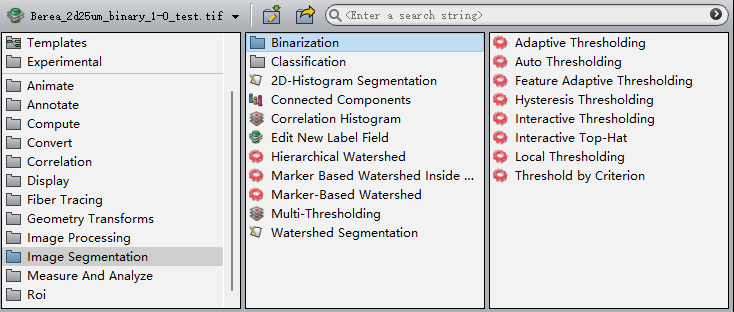 Berea_2d25um_binary_1-0_test.tif
<Enter a search string>
Templates
Experimental
Animate
Annotate
Compute
Convert
Correlation
Display
Fiber Tracing
Geometry Transforms
Image Processing
Image Segmentation
Measure And Analyze
Roi
Binarization
Classification
2D-Histogram Segmentation
Connected Components
Correlation Histogram
Edit New Label Field
Hierarchical Watershed
Marker Based Watershed Inside ...
Marker-Based Watershed
Multi-Thresholding
Watershed Segmentation
Adaptive Thresholding
Auto Thresholding
Feature Adaptive Thresholding
Hysteresis Thresholding
Interactive Thresholding
Interactive Top-Hat
Local Thresholding
Threshold by Criterion